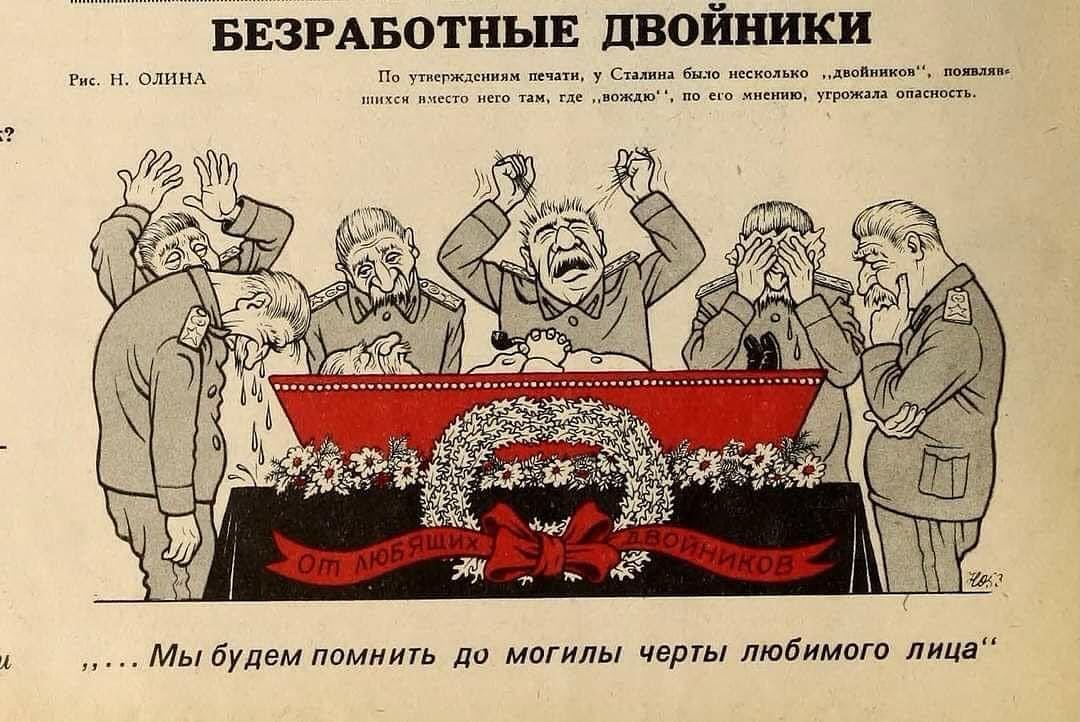 БЕЗРАБОТНЫЕ ДВОЙНИКИ
Рис. Н. ОЛИНА
По утверждениям печати, у Сталина было несколько „двойников“, появляв-
шихся вместо него там, где „вождю“, по его мнению, угрожала опасность.
?
ОТ ЛЮБЯЩИХ ДВОЙНИКОВ
„... Мы будем помнить до могилы черты любимого лица“